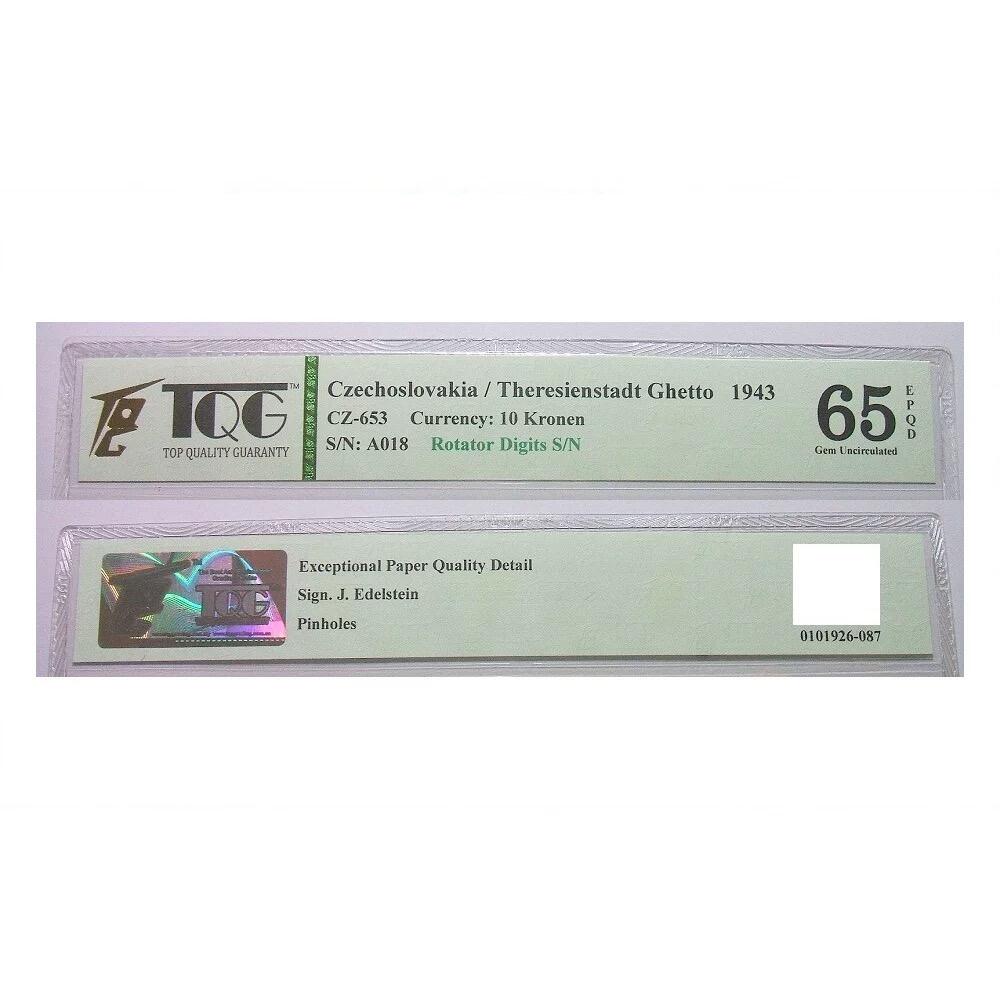 TQG™
TOP QUALITY GUARANTY
Czechoslovakia / Theresienstadt Ghetto 1943
CZ-653 Currency: 10 Kronen
S/N: A018 Rotator Digits S/N
65
EPQD
Gem Uncirculated
TQG
Exceptional Paper Quality Detail
Sign. J. Edelstein
Pinholes
0101926-087